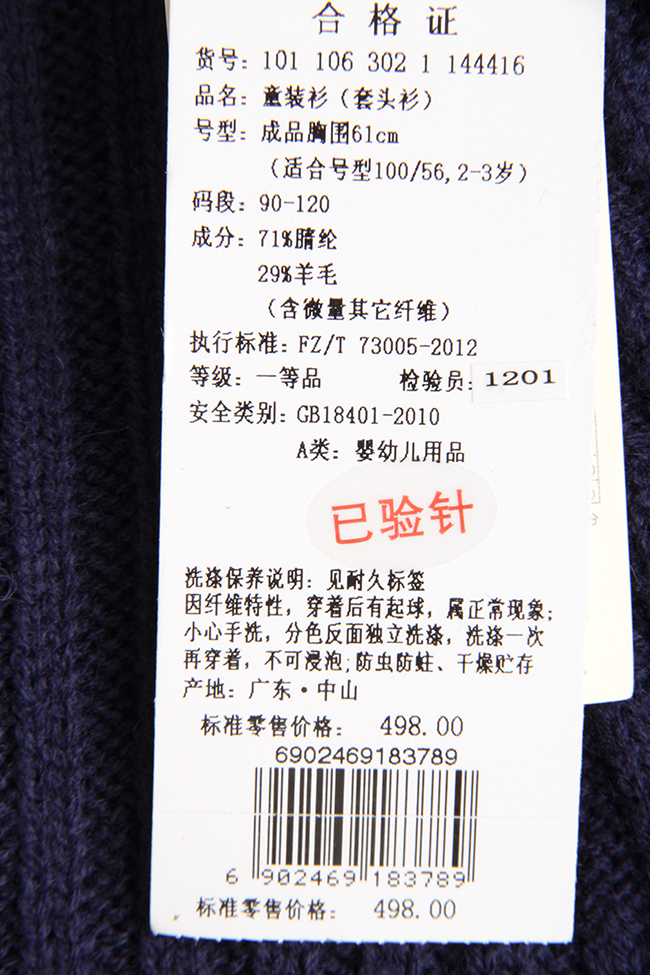 合格证
货号：101 106 302 1 144416
品名：童装衫（套头衫）
号型：成品胸围61cm
（适合号型100/56,2-3岁）
码段：90-120
成分：71%腈纶
29%羊毛
（含微量其它纤维）
执行标准：FZ/T 73005-2012
等级：一等品 检验员：1201
安全类别：GB18401-2010
A类：婴幼儿用品
已验针
洗涤保养说明：见耐久标签
因纤维特性，穿着后有起球，属正常现象；
小心手洗，分色反面独立洗涤，洗涤一次
再穿着，不可浸泡；防虫防蛀、干燥贮存
产地：广东·中山
标准零售价格： 498.00
6902469183789
6 902469 183789
标准零售价格： 498.00